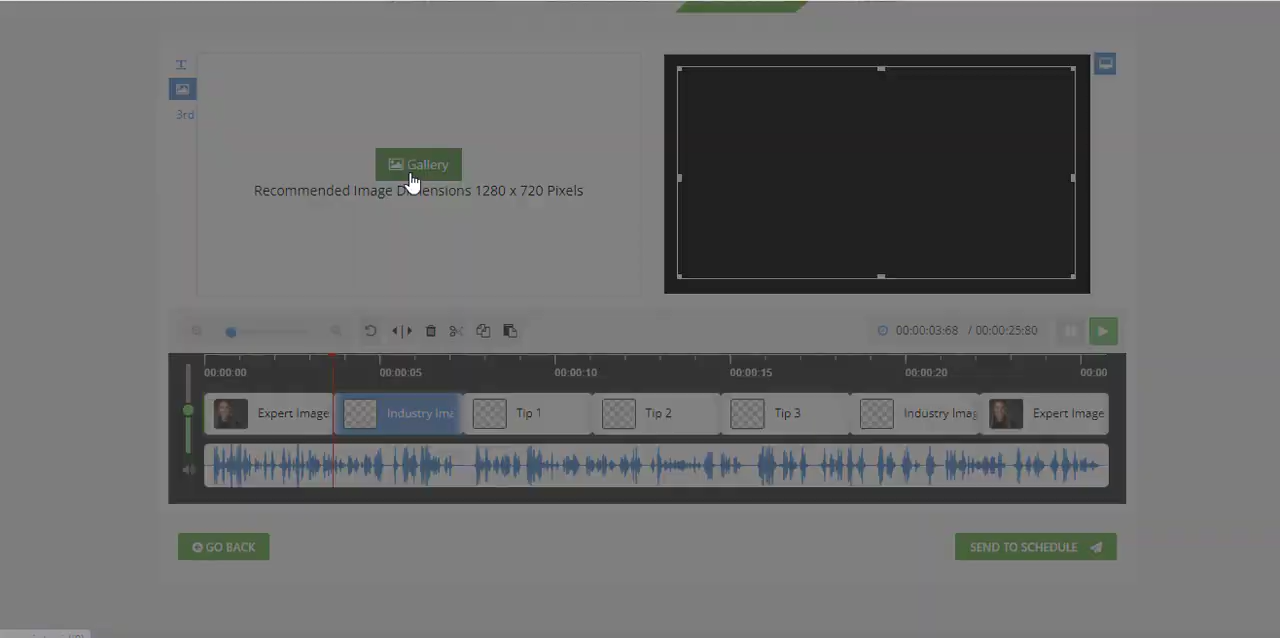 T
3rd
Gallery
Recommended Image Dimensions 1280 x 720 Pixels
00:00:03:68 / 00:00:25:80
00:00:00 00:00:05 00:00:10 00:00:15 00:00:20 00:00
Expert Image Industry Ima Tip 1 Tip 2 Tip 3 Industry Imag Expert Image
GO BACK SEND TO SCHEDULE